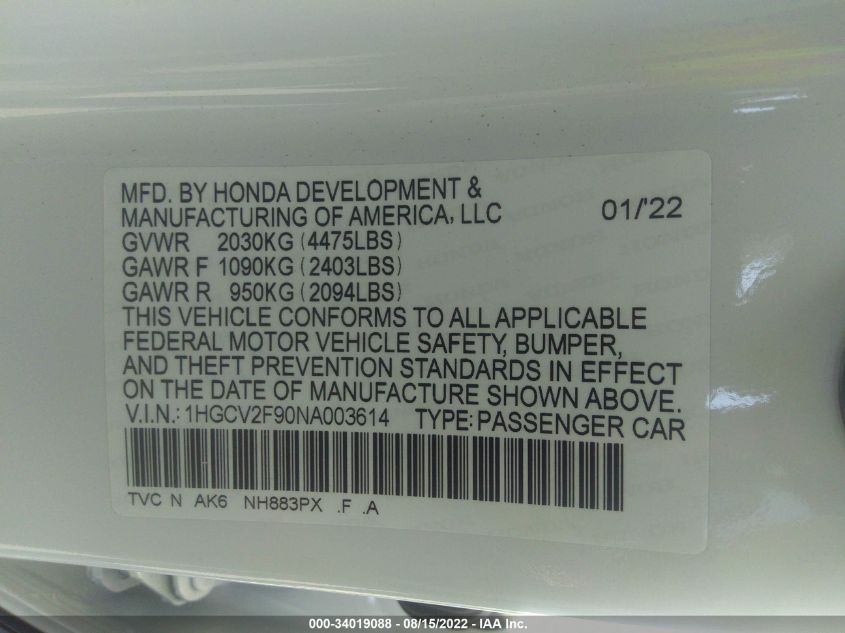 MFD. BY HONDA DEVELOPMENT &
MANUFACTURING OF AMERICA, LLC 01/'22
GVWR 2030KG (4475LBS)
GAWR F 1090KG (2403LBS)
GAWR R 950KG (2094LBS)
THIS VEHICLE CONFORMS TO ALL APPLICABLE
FEDERAL MOTOR VEHICLE SAFETY, BUMPER,
AND THEFT PREVENTION STANDARDS IN EFFECT
ON THE DATE OF MANUFACTURE SHOWN ABOVE.
V.I.N.: 1HGCV2F90NA003614 TYPE: PASSENGER CAR
TVC N AK6 NH883PX .F .A
000-34019088 - 08/15/2022 - IAA Inc.